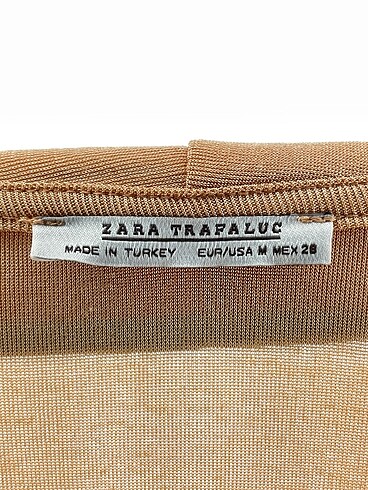 ZARA TRAFALUC
MADE IN TURKEY EUR/USA M MEX 28